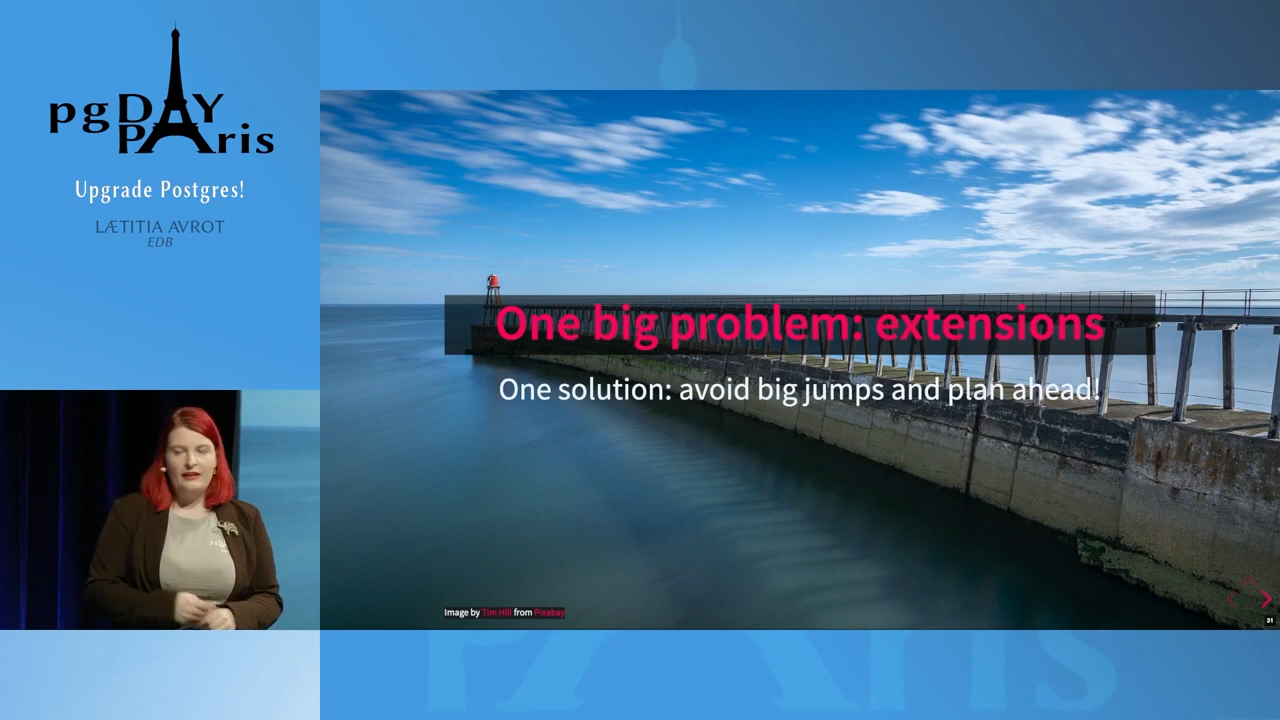 pgDAY
PAris
Upgrade Postgres!
LÆTITIA AVROT
EDB
One big problem: extensions
One solution: avoid big jumps and plan ahead!
Image by Tim Hill from Pixabay
31